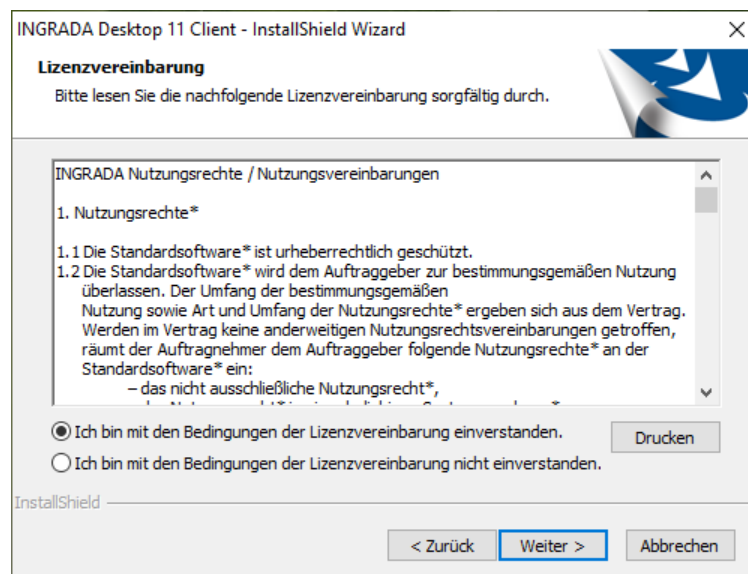 INGRADA Desktop 11 Client - InstallShield Wizard
Lizenzvereinbarung
Bitte lesen Sie die nachfolgende Lizenzvereinbarung sorgfältig durch.
INGRADA Nutzungsrechte / Nutzungsvereinbarungen
1. Nutzungsrechte*
1.1 Die Standardsoftware* ist urheberrechtlich geschützt.
1.2 Die Standardsoftware* wird dem Auftraggeber zur bestimmungsgemäßen Nutzung
überlassen. Der Umfang der bestimmungsgemäßen
Nutzung sowie Art und Umfang der Nutzungsrechte* ergeben sich aus dem Vertrag.
Werden im Vertrag keine anderweitigen Nutzungsrechtsvereinbarungen getroffen,
räumt der Auftragnehmer dem Auftraggeber folgende Nutzungsrechte* an der
Standardsoftware* ein:
– das nicht ausschließliche Nutzungsrecht*,
Ich bin mit den Bedingungen der Lizenzvereinbarung einverstanden.
Drucken
Ich bin mit den Bedingungen der Lizenzvereinbarung nicht einverstanden.
InstallShield
< Zurück
Weiter >
Abbrechen